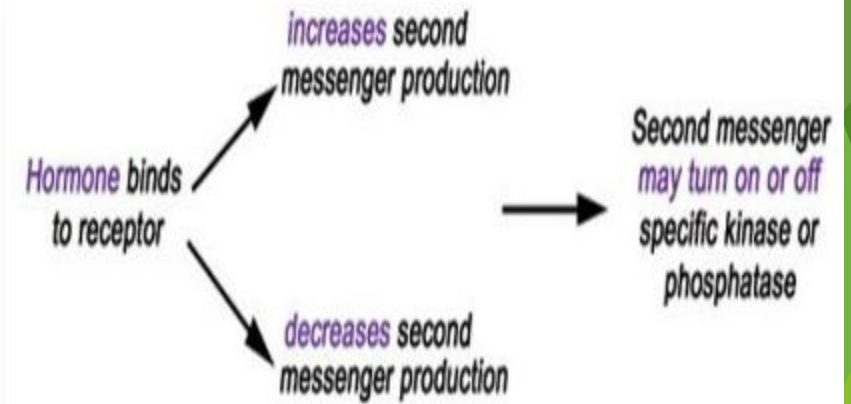 increases second
messenger production
Hormone binds
to receptor
decreases second
messenger production
Second messenger
may turn on or off
specific kinase or
phosphatase